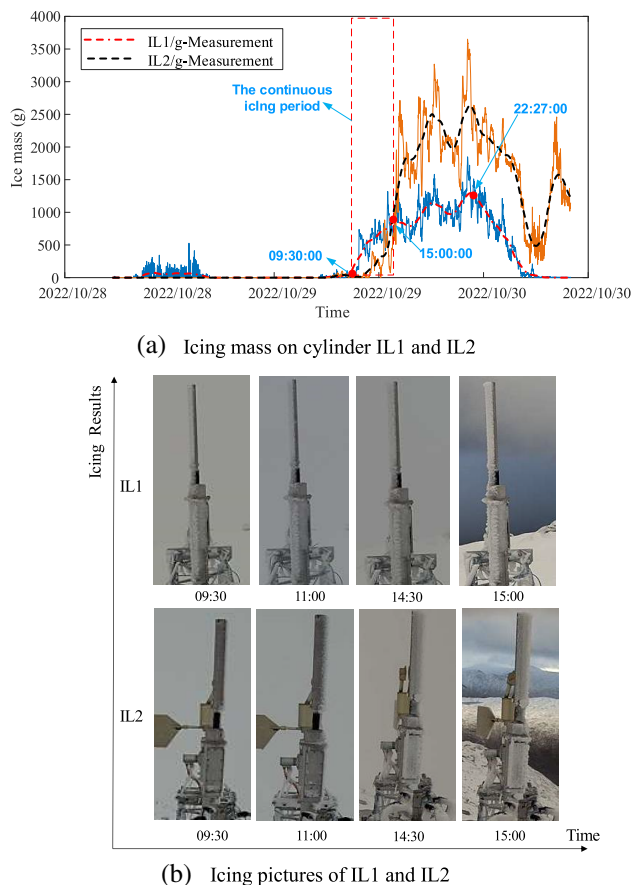 4000
3500
3000
2500
2000
1500
1000
500
0
Ice mass (g)
IL1/g-Measurement
IL2/g-Measurement
The continuous
icing period
22:27:00
09:30:00
15:00:00
2022/10/28 2022/10/28 2022/10/29 2022/10/29 2022/10/30 2022/10/30
Time
(a) Icing mass on cylinder IL1 and IL2
Icing Results
IL1
09:30 11:00 14:30 15:00
IL2
09:30 11:00 14:30 15:00 Time
(b) Icing pictures of IL1 and IL2